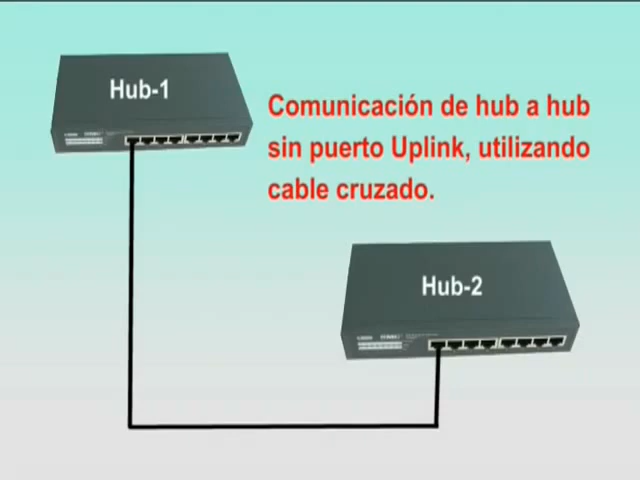 Hub-1
Comunicación de hub a hub
sin puerto Uplink, utilizando
cable cruzado.
Hub-2